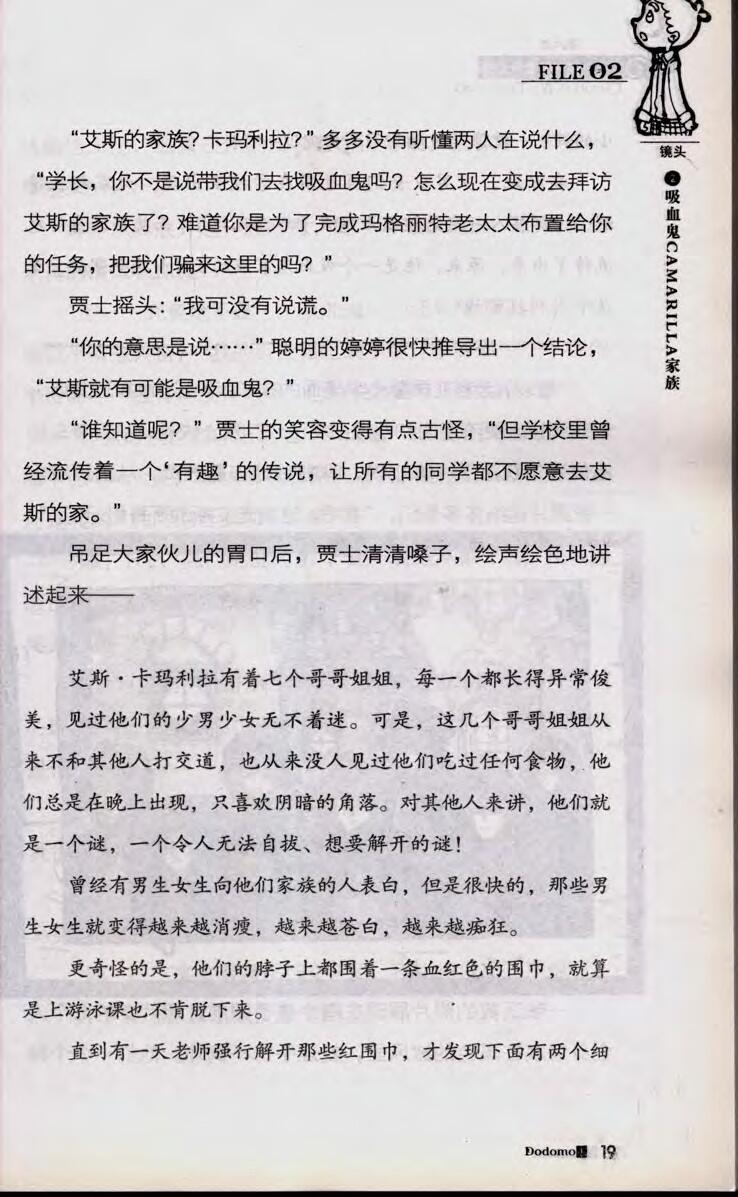 FILE 02
镜头
❷吸血鬼CAMARILLA家族
“艾斯的家族？卡玛利拉？”多多没有听懂两人在说什么，
“学长，你不是说带我们去找吸血鬼吗？怎么现在变成去拜访
艾斯的家族了？难道你是为了完成玛格丽特老太太布置给你
的任务，把我们骗来这里的吗？”
贾士摇头：“我可没有说谎。”
“你的意思是说……”聪明的婷婷很快推导出一个结论，
“艾斯就有可能是吸血鬼？”
“谁知道呢？”贾士的笑容变得有点古怪，“但学校里曾
经流传着一个‘有趣’的传说，让所有的同学都不愿意去艾
斯的家。”
吊足大家伙儿的胃口后，贾士清清嗓子，绘声绘色地讲
述起来——
艾斯·卡玛利拉有着七个哥哥姐姐，每一个都长得异常俊
美，见过他们的少男少女无不着迷。可是，这几个哥哥姐姐从
来不和其他人打交道，也从来没人见过他们吃过任何食物，他
们总是在晚上出现，只喜欢阴暗的角落。对其他人来讲，他们就
是一个谜，一个令人无法自拔、想要解开的谜！
曾经有男生女生向他们家族的人表白，但是很快的，那些男
生女生就变得越来越消瘦，越来越苍白，越来越痴狂。
更奇怪的是，他们的脖子上都围着一条血红色的围巾，就算
是上游泳课也不肯脱下来。
直到有一天老师强行解开那些红围巾，才发现下面有两个细
Dodomo 19